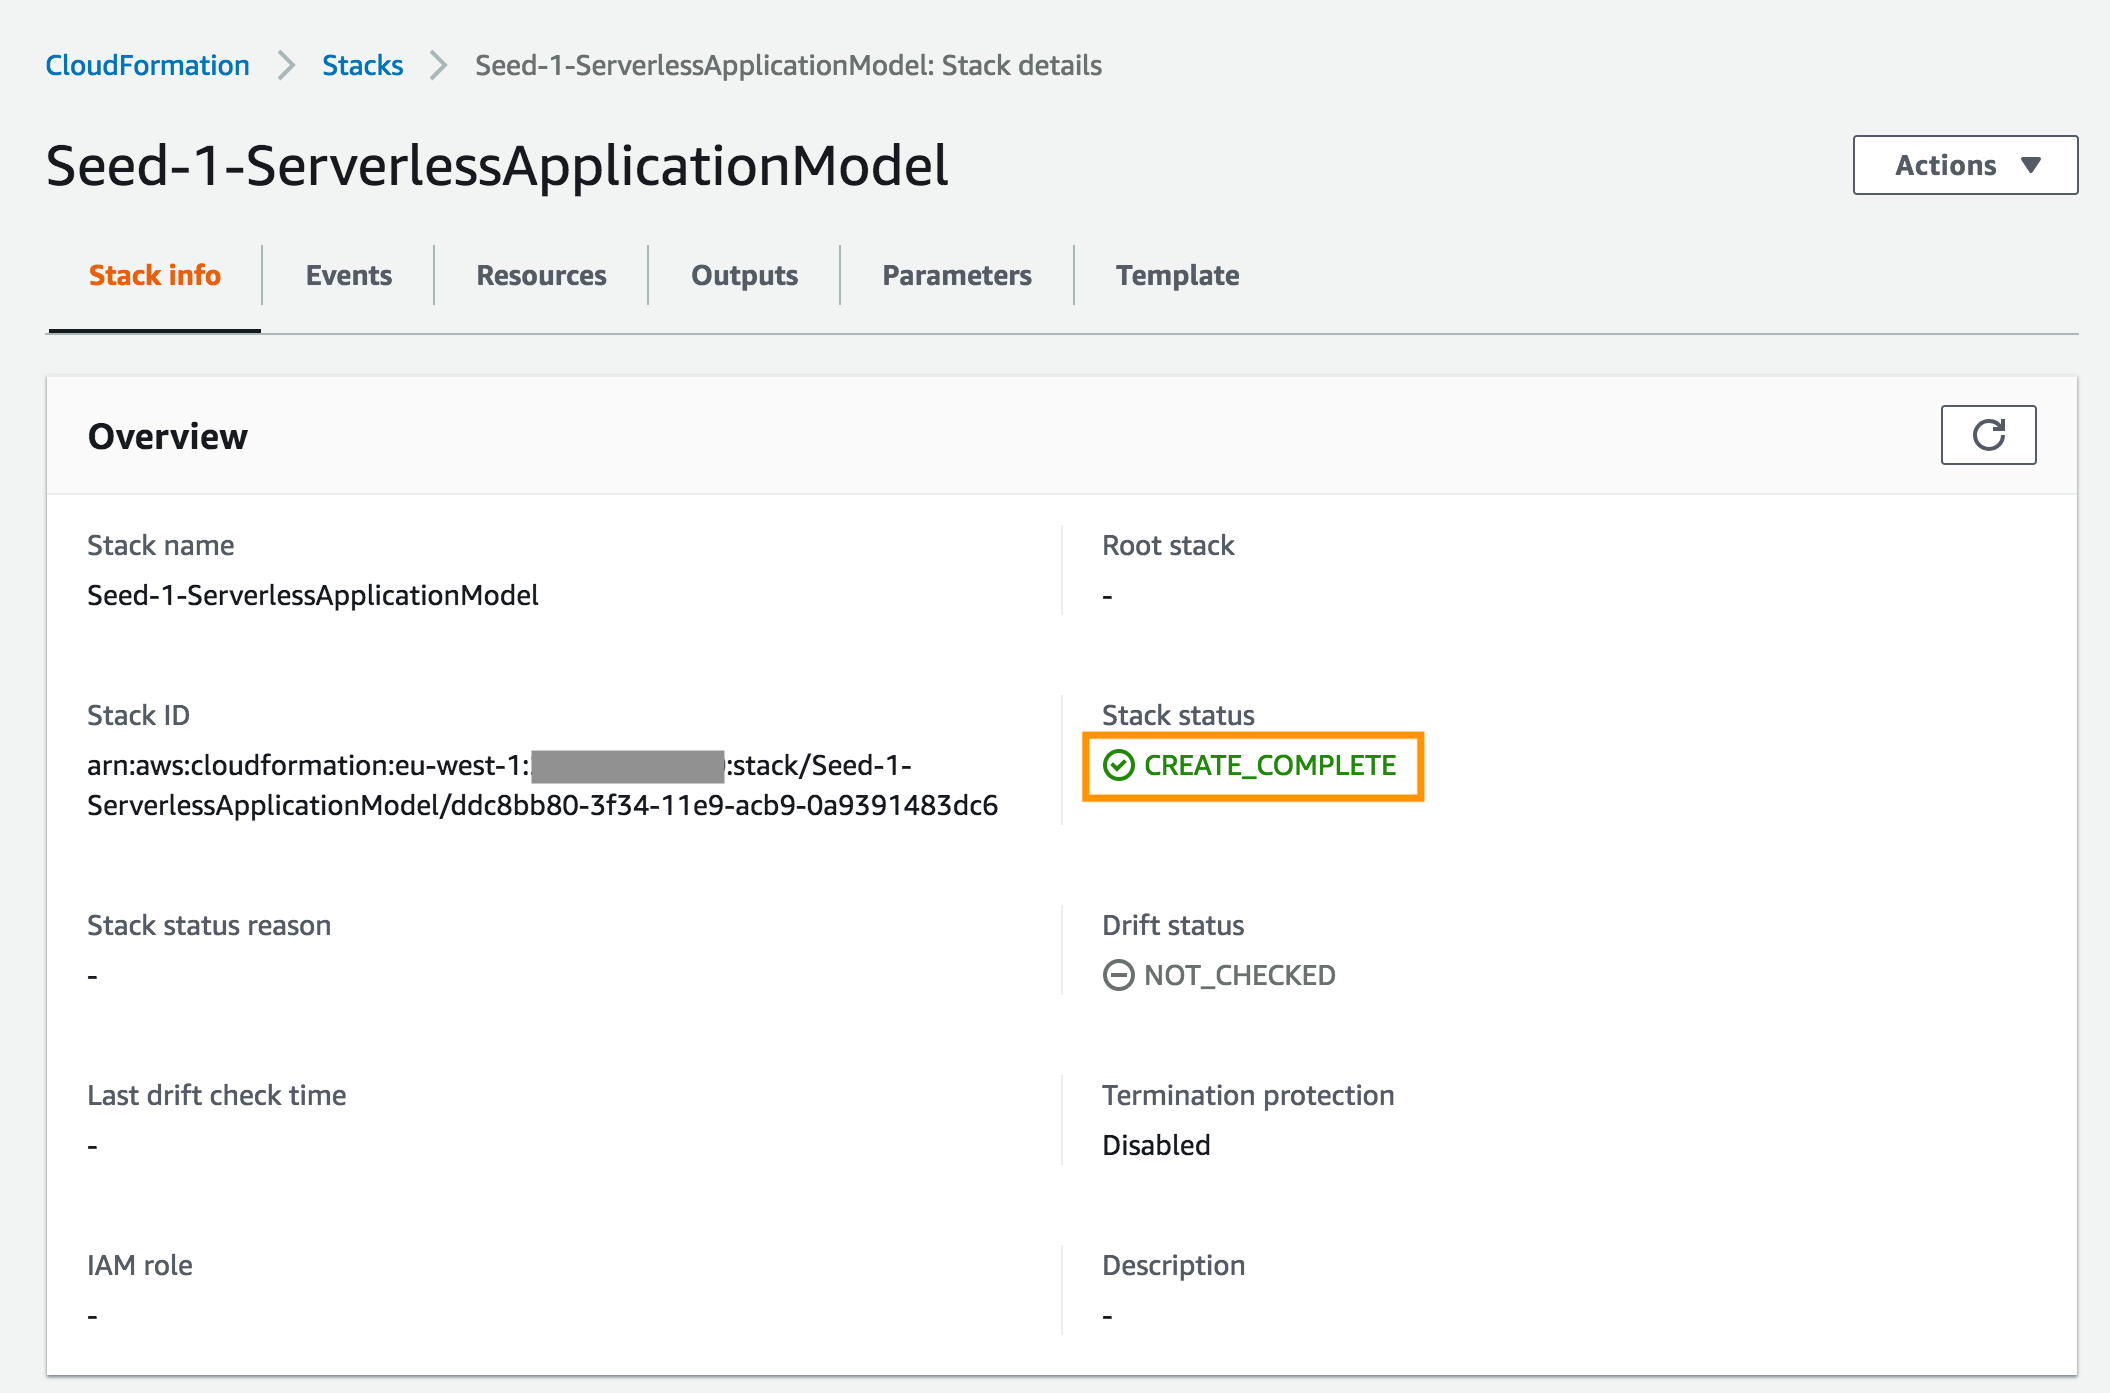 CloudFormation > Stacks > Seed-1-ServerlessApplicationModel: Stack details
Seed-1-ServerlessApplicationModel
Actions
Stack info
Events
Resources
Outputs
Parameters
Template
Overview
Stack name
Seed-1-ServerlessApplicationModel
Root stack
-
Stack ID
arn:aws:cloudformation:eu-west-1: :stack/Seed-1-
ServerlessApplicationModel/ddc8bb80-3f34-11e9-acb9-0a9391483dc6
Stack status
CREATE_COMPLETE
Stack status reason
-
Drift status
NOT_CHECKED
Last drift check time
-
Termination protection
Disabled
IAM role
-
Description
-